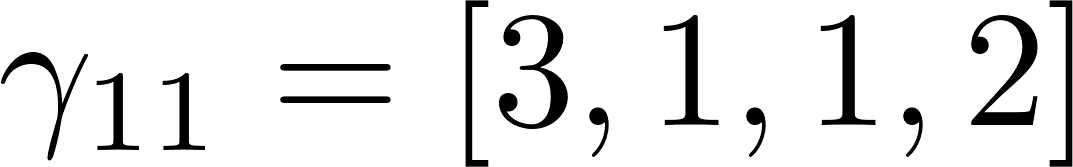 γ₁₁ = [3, 1, 1, 2]